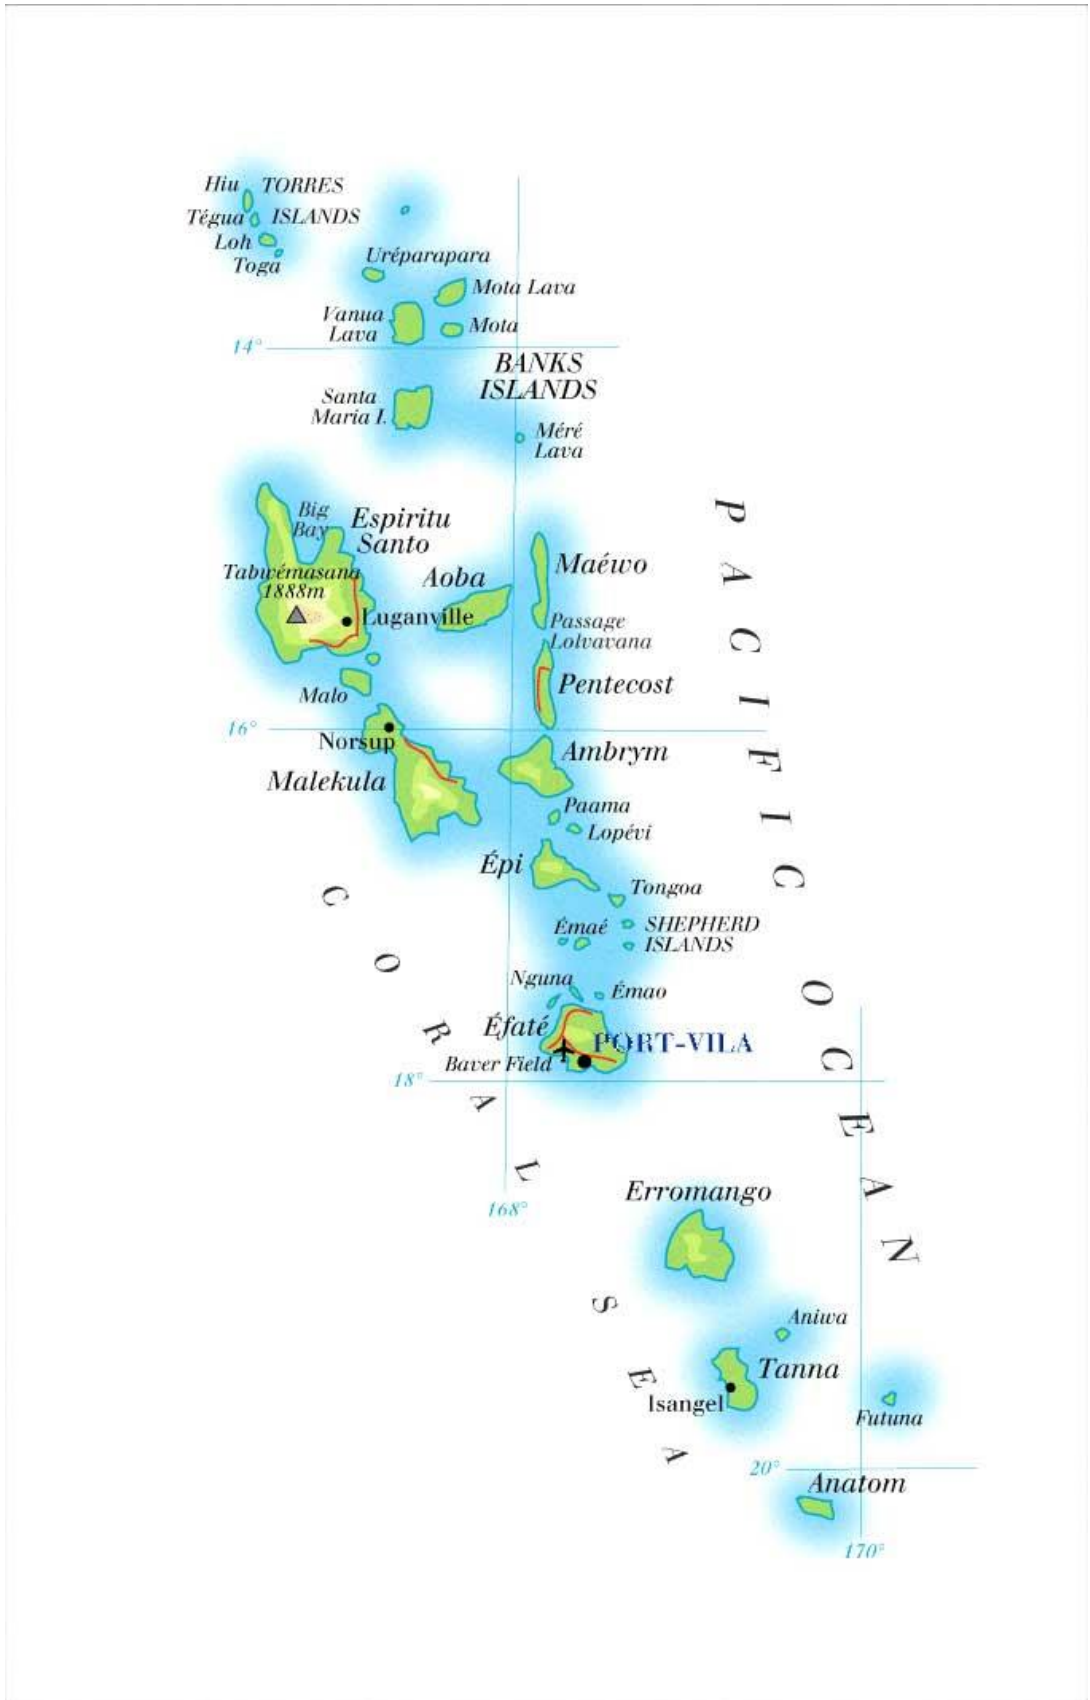 Hiu
TORRES
Tégua
ISLANDS
Loh
Toga
Uréparapara
Mota Lava
Vanua
Lava
Mota
14°
BANKS
ISLANDS
Santa
Maria I.
Méré
Lava
Big
Bay
Espiritu
Santo
Tabwémasana
1888m
Luganville
Aoba
Maéwo
Passage
Lolvavana
Pentecost
Malo
16°
Norsup
Malekula
Ambrym
Paama
Lopévi
Épi
Tongoa
SHEPHERD
ISLANDS
Émaé
Nguna
Émao
Éfaté
PORT-VILA
Baver Field
18°
168°
PACIFIC OCEAN
CORAL SEA
Erromango
Aniwa
Tanna
Isangel
Futuna
20°
Anatom
170°